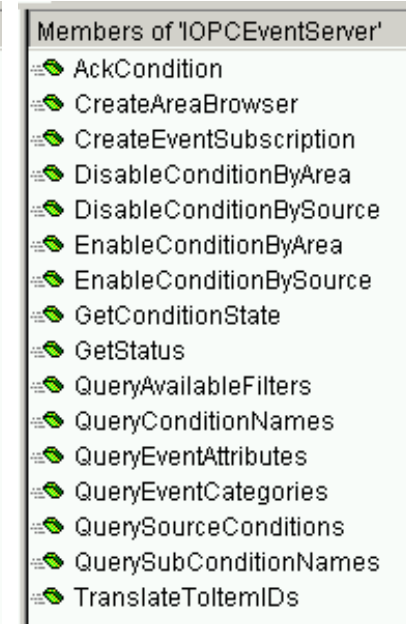 Members of 'IOPCEventServer'
AckCondition
CreateAreaBrowser
CreateEventSubscription
DisableConditionByArea
DisableConditionBySource
EnableConditionByArea
EnableConditionBySource
GetConditionState
GetStatus
QueryAvailableFilters
QueryConditionNames
QueryEventAttributes
QueryEventCategories
QuerySourceConditions
QuerySubConditionNames
TranslateToItemIDs